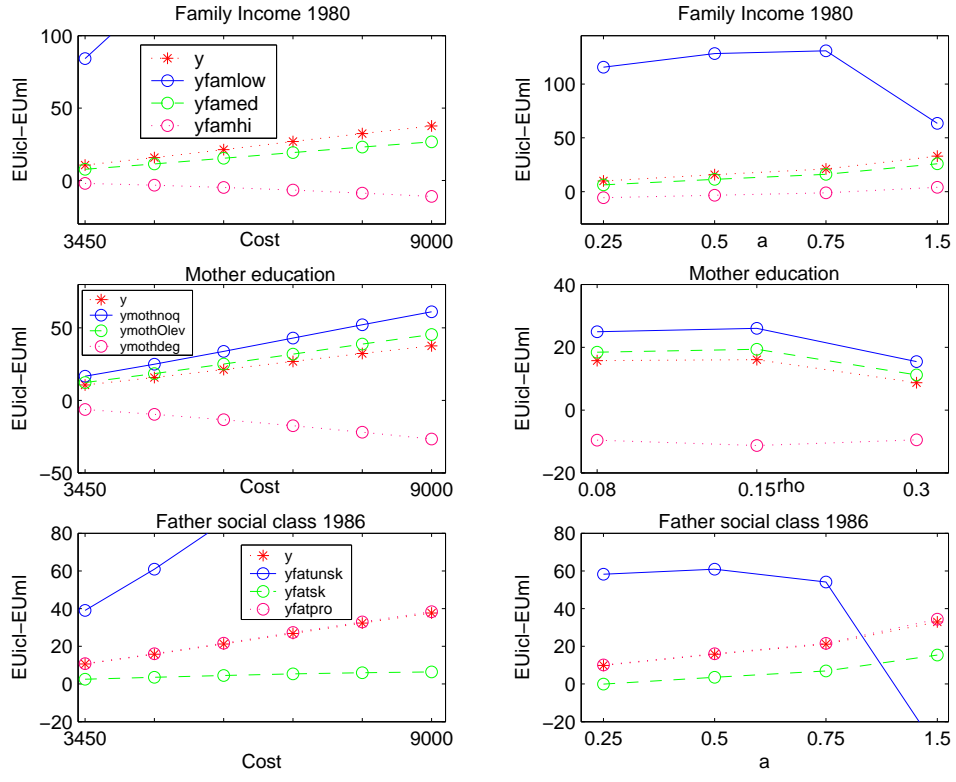 Family Income 1980
100
50
0
EUicl−EUml
y
yfamlow
yfamed
yfamhi
3450
Cost
9000
Family Income 1980
100
50
0
EUicl−EUml
0.25
0.5
a
0.75
1.5
Mother education
50
0
−50
EUicl−EUml
y
ymothnoq
ymothOlev
ymothdeg
3450
Cost
9000
Mother education
40
20
0
−20
EUicl−EUml
0.08
0.15
rho
0.3
Father social class 1986
80
60
40
20
0
−20
EUicl−EUml
y
yfatunsk
yfatsk
yfatpro
3450
Cost
9000
Father social class 1986
80
60
40
20
0
−20
EUicl−EUml
0.25
0.5
0.75
1.5
a